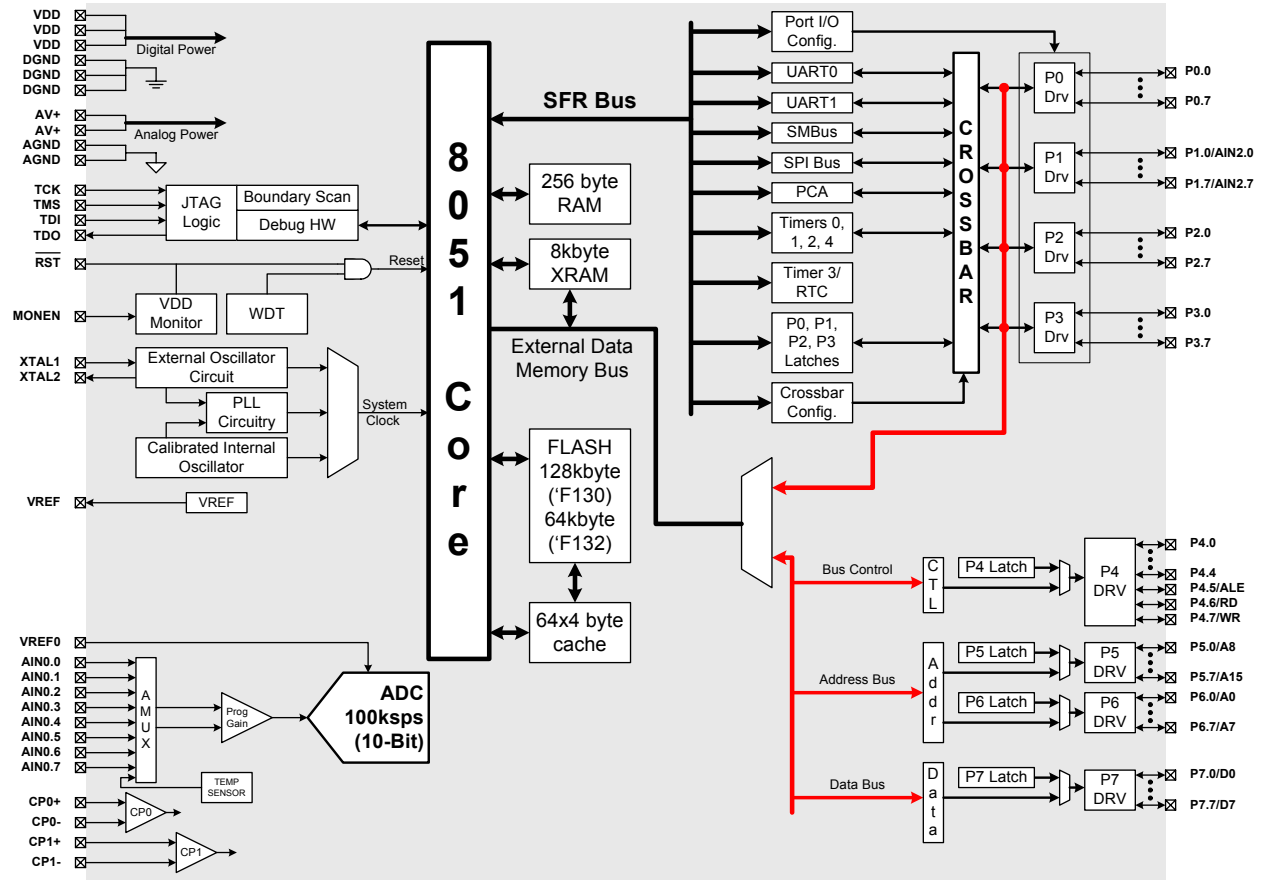 VDD
VDD
VDD
DGND
DGND
DGND
Digital Power
AV+
AV+
AGND
AGND
Analog Power
TCK
TMS
TDI
TDO
JTAG
Logic
Boundary Scan
Debug HW
RST
Reset
MONEN
VDD
Monitor
WDT
XTAL1
XTAL2
External Oscillator
Circuit
PLL
Circuitry
Calibrated Internal
Oscillator
System
Clock
VREF
VREF
VREF0
AIN0.0
AIN0.1
AIN0.2
AIN0.3
AIN0.4
AIN0.5
AIN0.6
AIN0.7
A
M
U
X
Prog
Gain
ADC
100ksps
(10-Bit)
TEMP
SENSOR
CP0+
CP0-
CP0
CP1+
CP1-
CP1
8
0
5
1
C
o
r
e
SFR Bus
256 byte
RAM
8kbyte
XRAM
External Data
Memory Bus
FLASH
128kbyte
('F130)
64kbyte
('F132)
64x4 byte
cache
Port I/O
Config.
UART0
UART1
SMBus
SPI Bus
PCA
Timers 0,
1, 2, 4
Timer 3/
RTC
P0, P1,
P2, P3
Latches
Crossbar
Config.
C
R
O
S
S
B
A
R
P0
Drv
P1
Drv
P2
Drv
P3
Drv
P0.0
P0.7
P1.0/AIN2.0
P1.7/AIN2.7
P2.0
P2.7
P3.0
P3.7
Bus Control
C
T
L
P4 Latch
P4
DRV
P4.0
P4.4
P4.5/ALE
P4.6/RD
P4.7/WR
Address Bus
A
d
d
r
P5 Latch
P5
DRV
P5.0/A8
P5.7/A15
P6 Latch
P6
DRV
P6.0/A0
P6.7/A7
Data Bus
D
a
t
a
P7 Latch
P7
DRV
P7.0/D0
P7.7/D7